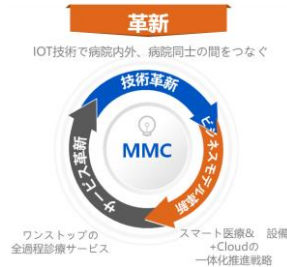 革新
IOT技術で病院内外、病院同士の間をつなぐ
技術革新
ビジネスモデル革新
サービス革新
MMC
ワンストップの
全過程診療サービス
スマート医療& 設備
+Cloudの
一体化推進戦略